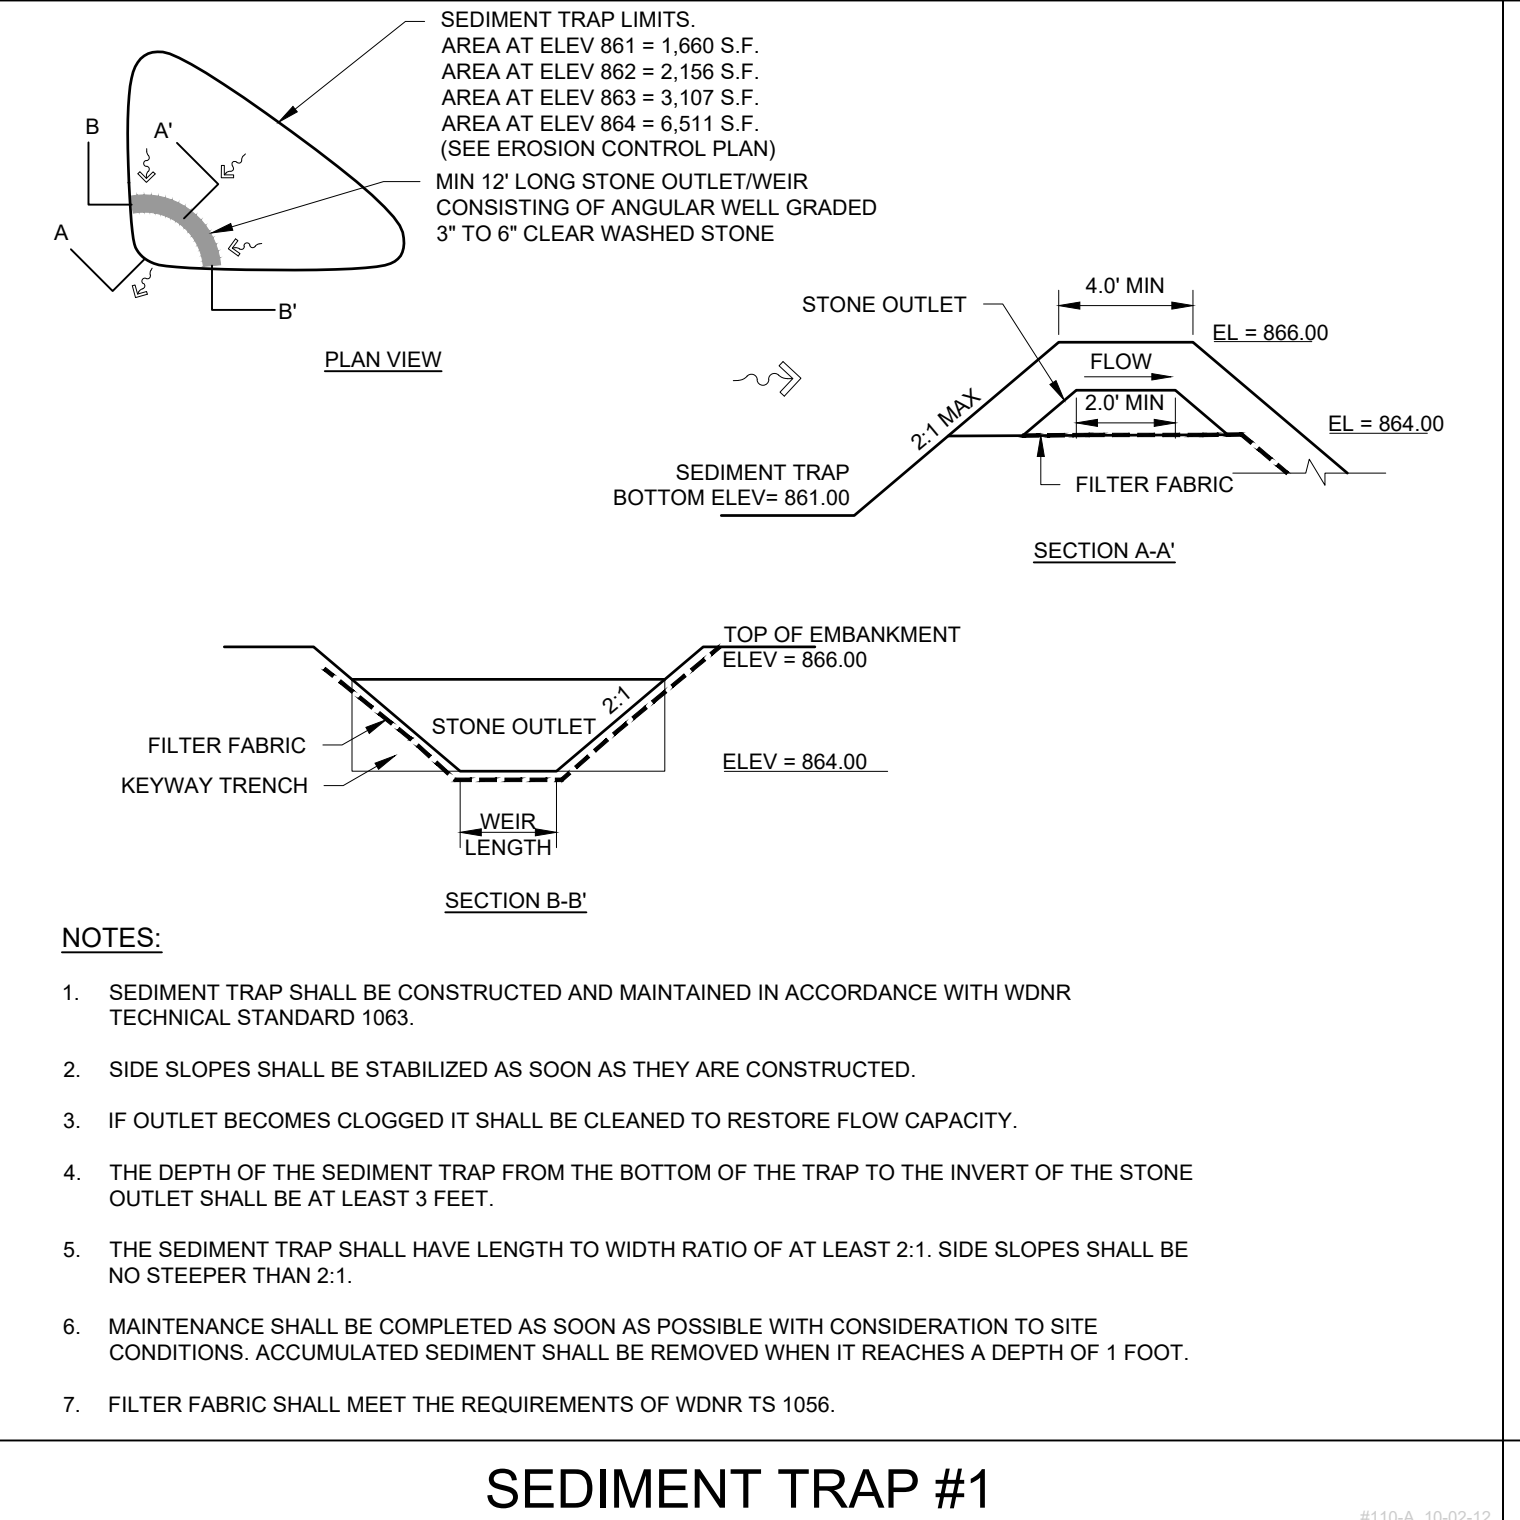 SEDIMENT TRAP LIMITS.
AREA AT ELEV 861 = 1,660 S.F.
AREA AT ELEV 862 = 2,156 S.F.
AREA AT ELEV 863 = 3,107 S.F.
AREA AT ELEV 864 = 6,511 S.F.
(SEE EROSION CONTROL PLAN)
MIN 12' LONG STONE OUTLET/WEIR
CONSISTING OF ANGULAR WELL GRADED
3" TO 6" CLEAR WASHED STONE
B
A'
A
B'
PLAN VIEW
STONE OUTLET
4.0' MIN
EL = 866.00
FLOW
2.0' MIN
2:1 MAX
EL = 864.00
SEDIMENT TRAP
BOTTOM ELEV= 861.00
FILTER FABRIC
SECTION A-A'
TOP OF EMBANKMENT
ELEV = 866.00
2:1
STONE OUTLET
FILTER FABRIC
ELEV = 864.00
KEYWAY TRENCH
WEIR
LENGTH
SECTION B-B'
NOTES:
1. SEDIMENT TRAP SHALL BE CONSTRUCTED AND MAINTAINED IN ACCORDANCE WITH WDNR
TECHNICAL STANDARD 1063.
2. SIDE SLOPES SHALL BE STABILIZED AS SOON AS THEY ARE CONSTRUCTED.
3. IF OUTLET BECOMES CLOGGED IT SHALL BE CLEANED TO RESTORE FLOW CAPACITY.
4. THE DEPTH OF THE SEDIMENT TRAP FROM THE BOTTOM OF THE TRAP TO THE INVERT OF THE STONE
OUTLET SHALL BE AT LEAST 3 FEET.
5. THE SEDIMENT TRAP SHALL HAVE LENGTH TO WIDTH RATIO OF AT LEAST 2:1. SIDE SLOPES SHALL BE
NO STEEPER THAN 2:1.
6. MAINTENANCE SHALL BE COMPLETED AS SOON AS POSSIBLE WITH CONSIDERATION TO SITE
CONDITIONS. ACCUMULATED SEDIMENT SHALL BE REMOVED WHEN IT REACHES A DEPTH OF 1 FOOT.
7. FILTER FABRIC SHALL MEET THE REQUIREMENTS OF WDNR TS 1056.
SEDIMENT TRAP #1
#110-A 10-02-12